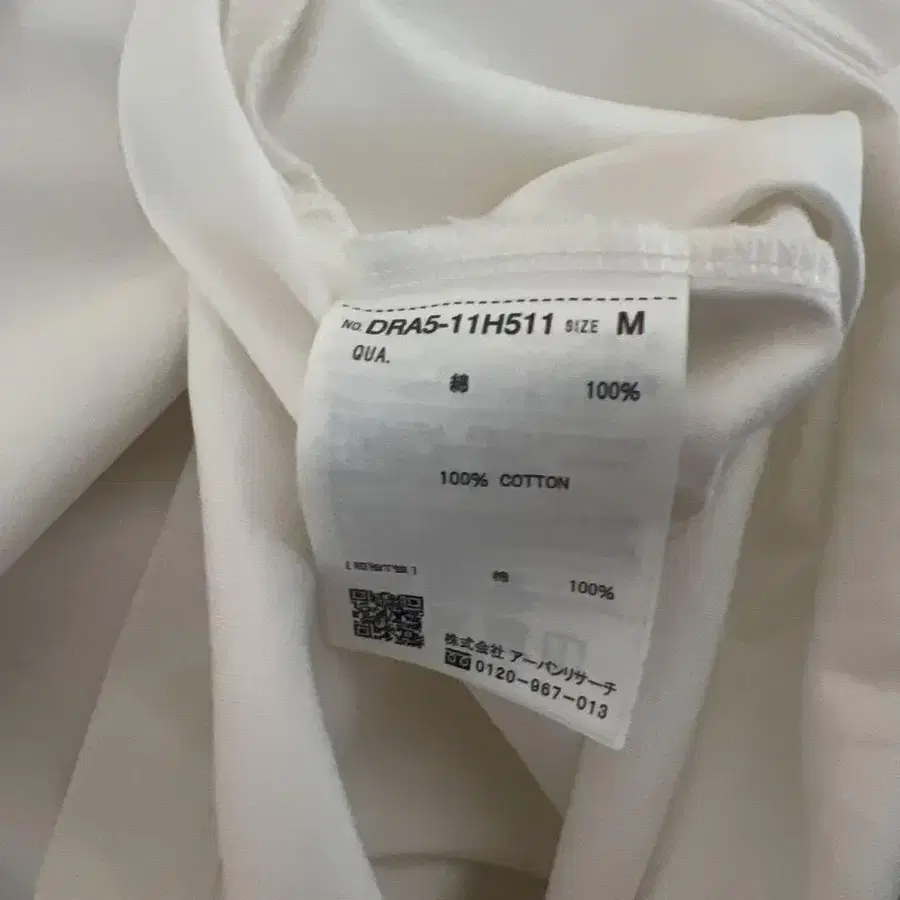 NO. DRA5-11H511 SIZE M
QUA.
綿 100%
100% COTTON
綿 100%
株式会社 アーバンリサーチ
0120-967-013